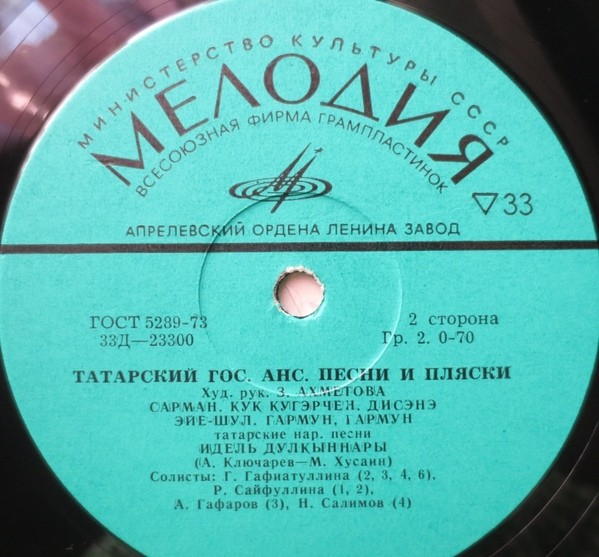 МИНИСТЕРСТВО КУЛЬТУРЫ СССР
МЕЛОДИЯ
ВСЕСОЮЗНАЯ ФИРМА ГРАМПЛАСТИНОК
33
АПРЕЛЕВСКИЙ ОРДЕНА ЛЕНИНА ЗАВОД
ГОСТ 5289-73
2 сторона
33Д—23300
Гр. 2. 0-70
ТАТАРСКИЙ ГОС. АНС. ПЕСНИ И ПЛЯСКИ
Худ. рук. З. АХМЕТОВА
САРМАН. КУК КУГЭРЧЕН. ДИСЭНЭ
ЭЙЕ-ШУЛ. ГАРМУН, ГАРМУН
татарские нар. песни
ИДЕЛЬ ДУЛКЫННАРЫ
(А. Ключарев—М. Хусаин)
Солисты: Г. Гафиатуллина (2, 3, 4, 6),
Р. Сайфуллина (1, 2),
А. Гафаров (3), Н. Салимов (4)